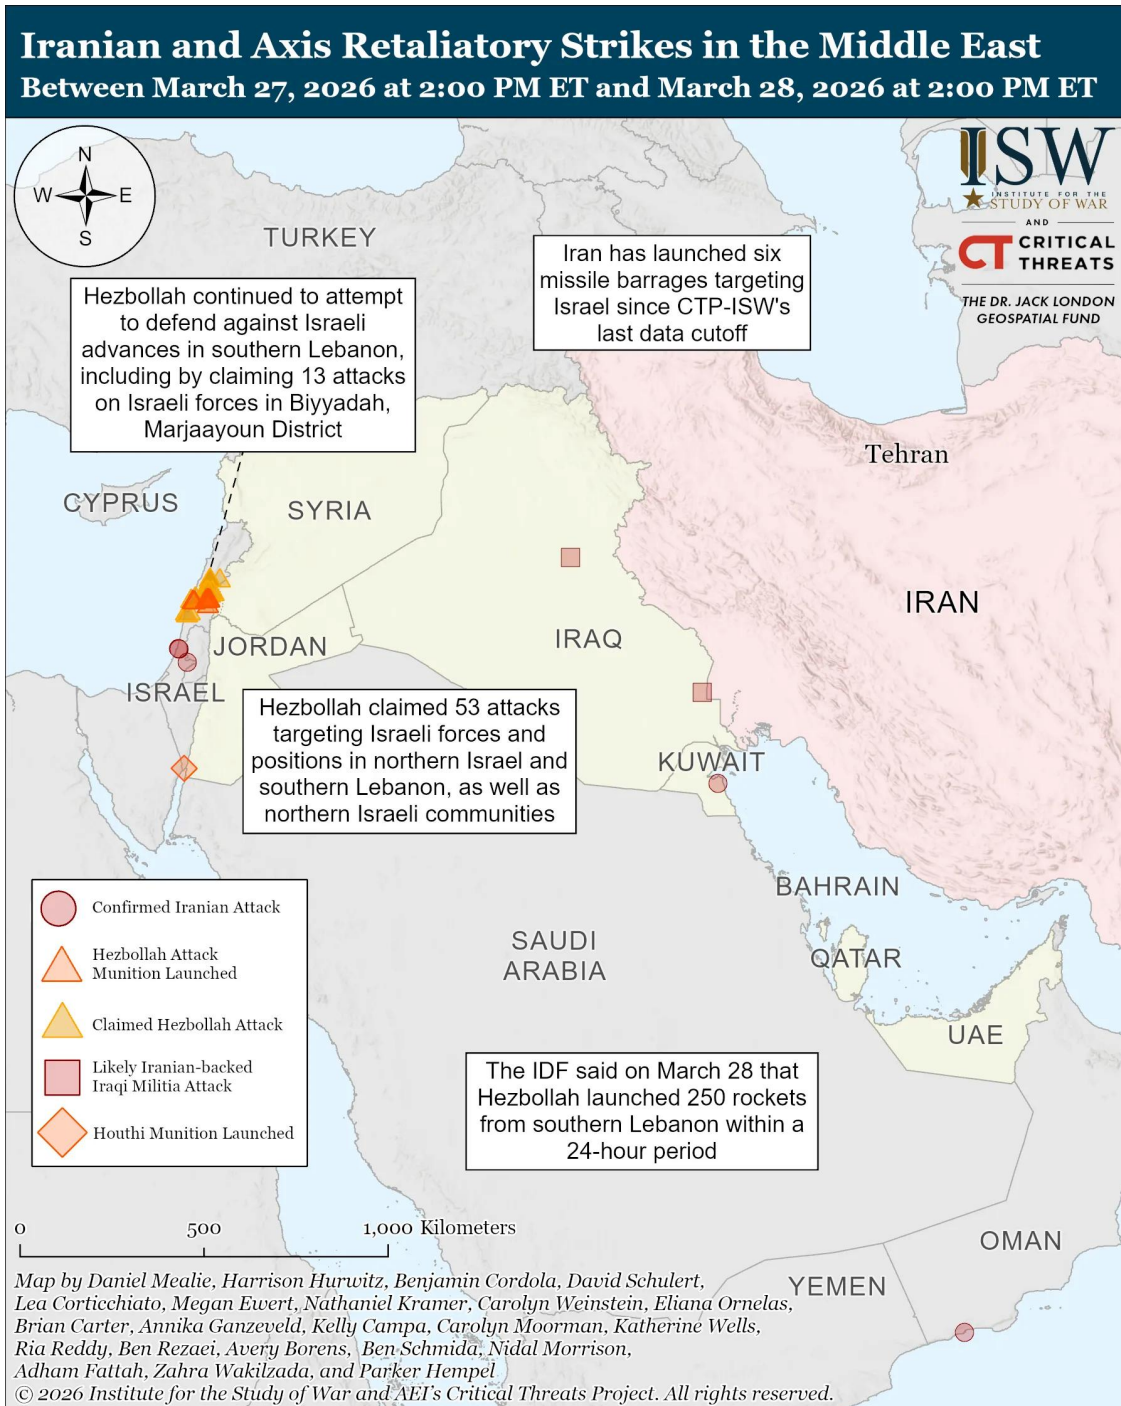 Iranian and Axis Retaliatory Strikes in the Middle East
Between March 27, 2026 at 2:00 PM ET and March 28, 2026 at 2:00 PM ET
N
W E
S
ISW
INSTITUTE FOR THE
STUDY OF WAR
AND
CT CRITICAL
THREATS
THE DR. JACK LONDON
GEOSPATIAL FUND
TURKEY
Iran has launched six
missile barrages targeting
Israel since CTP-ISW's
last data cutoff
Hezbollah continued to attempt
to defend against Israeli
advances in southern Lebanon,
including by claiming 13 attacks
on Israeli forces in Biyyadah,
Marjaayoun District
Tehran
CYPRUS
SYRIA
IRAN
IRAQ
JORDAN
ISRAEL
Hezbollah claimed 53 attacks
targeting Israeli forces and
positions in northern Israel and
southern Lebanon, as well as
northern Israeli communities
KUWAIT
BAHRAIN
QATAR
SAUDI
ARABIA
UAE
Confirmed Iranian Attack
Hezbollah Attack
Munition Launched
Claimed Hezbollah Attack
Likely Iranian-backed
Iraqi Militia Attack
Houthi Munition Launched
The IDF said on March 28 that
Hezbollah launched 250 rockets
from southern Lebanon within a
24-hour period
OMAN
YEMEN
0 500 1,000 Kilometers
Map by Daniel Mealie, Harrison Hurwitz, Benjamin Cordola, David Schulert,
Lea Corticchiato, Megan Ewert, Nathaniel Kramer, Carolyn Weinstein, Eliana Ornelas,
Brian Carter, Annika Ganzeveld, Kelly Campa, Carolyn Moorman, Katherine Wells,
Ria Reddy, Ben Rezaei, Avery Borens, Ben Schmida, Nidal Morrison,
Adham Fattah, Zahra Wakilzada, and Parker Hempel
© 2026 Institute for the Study of War and AEI's Critical Threats Project. All rights reserved.